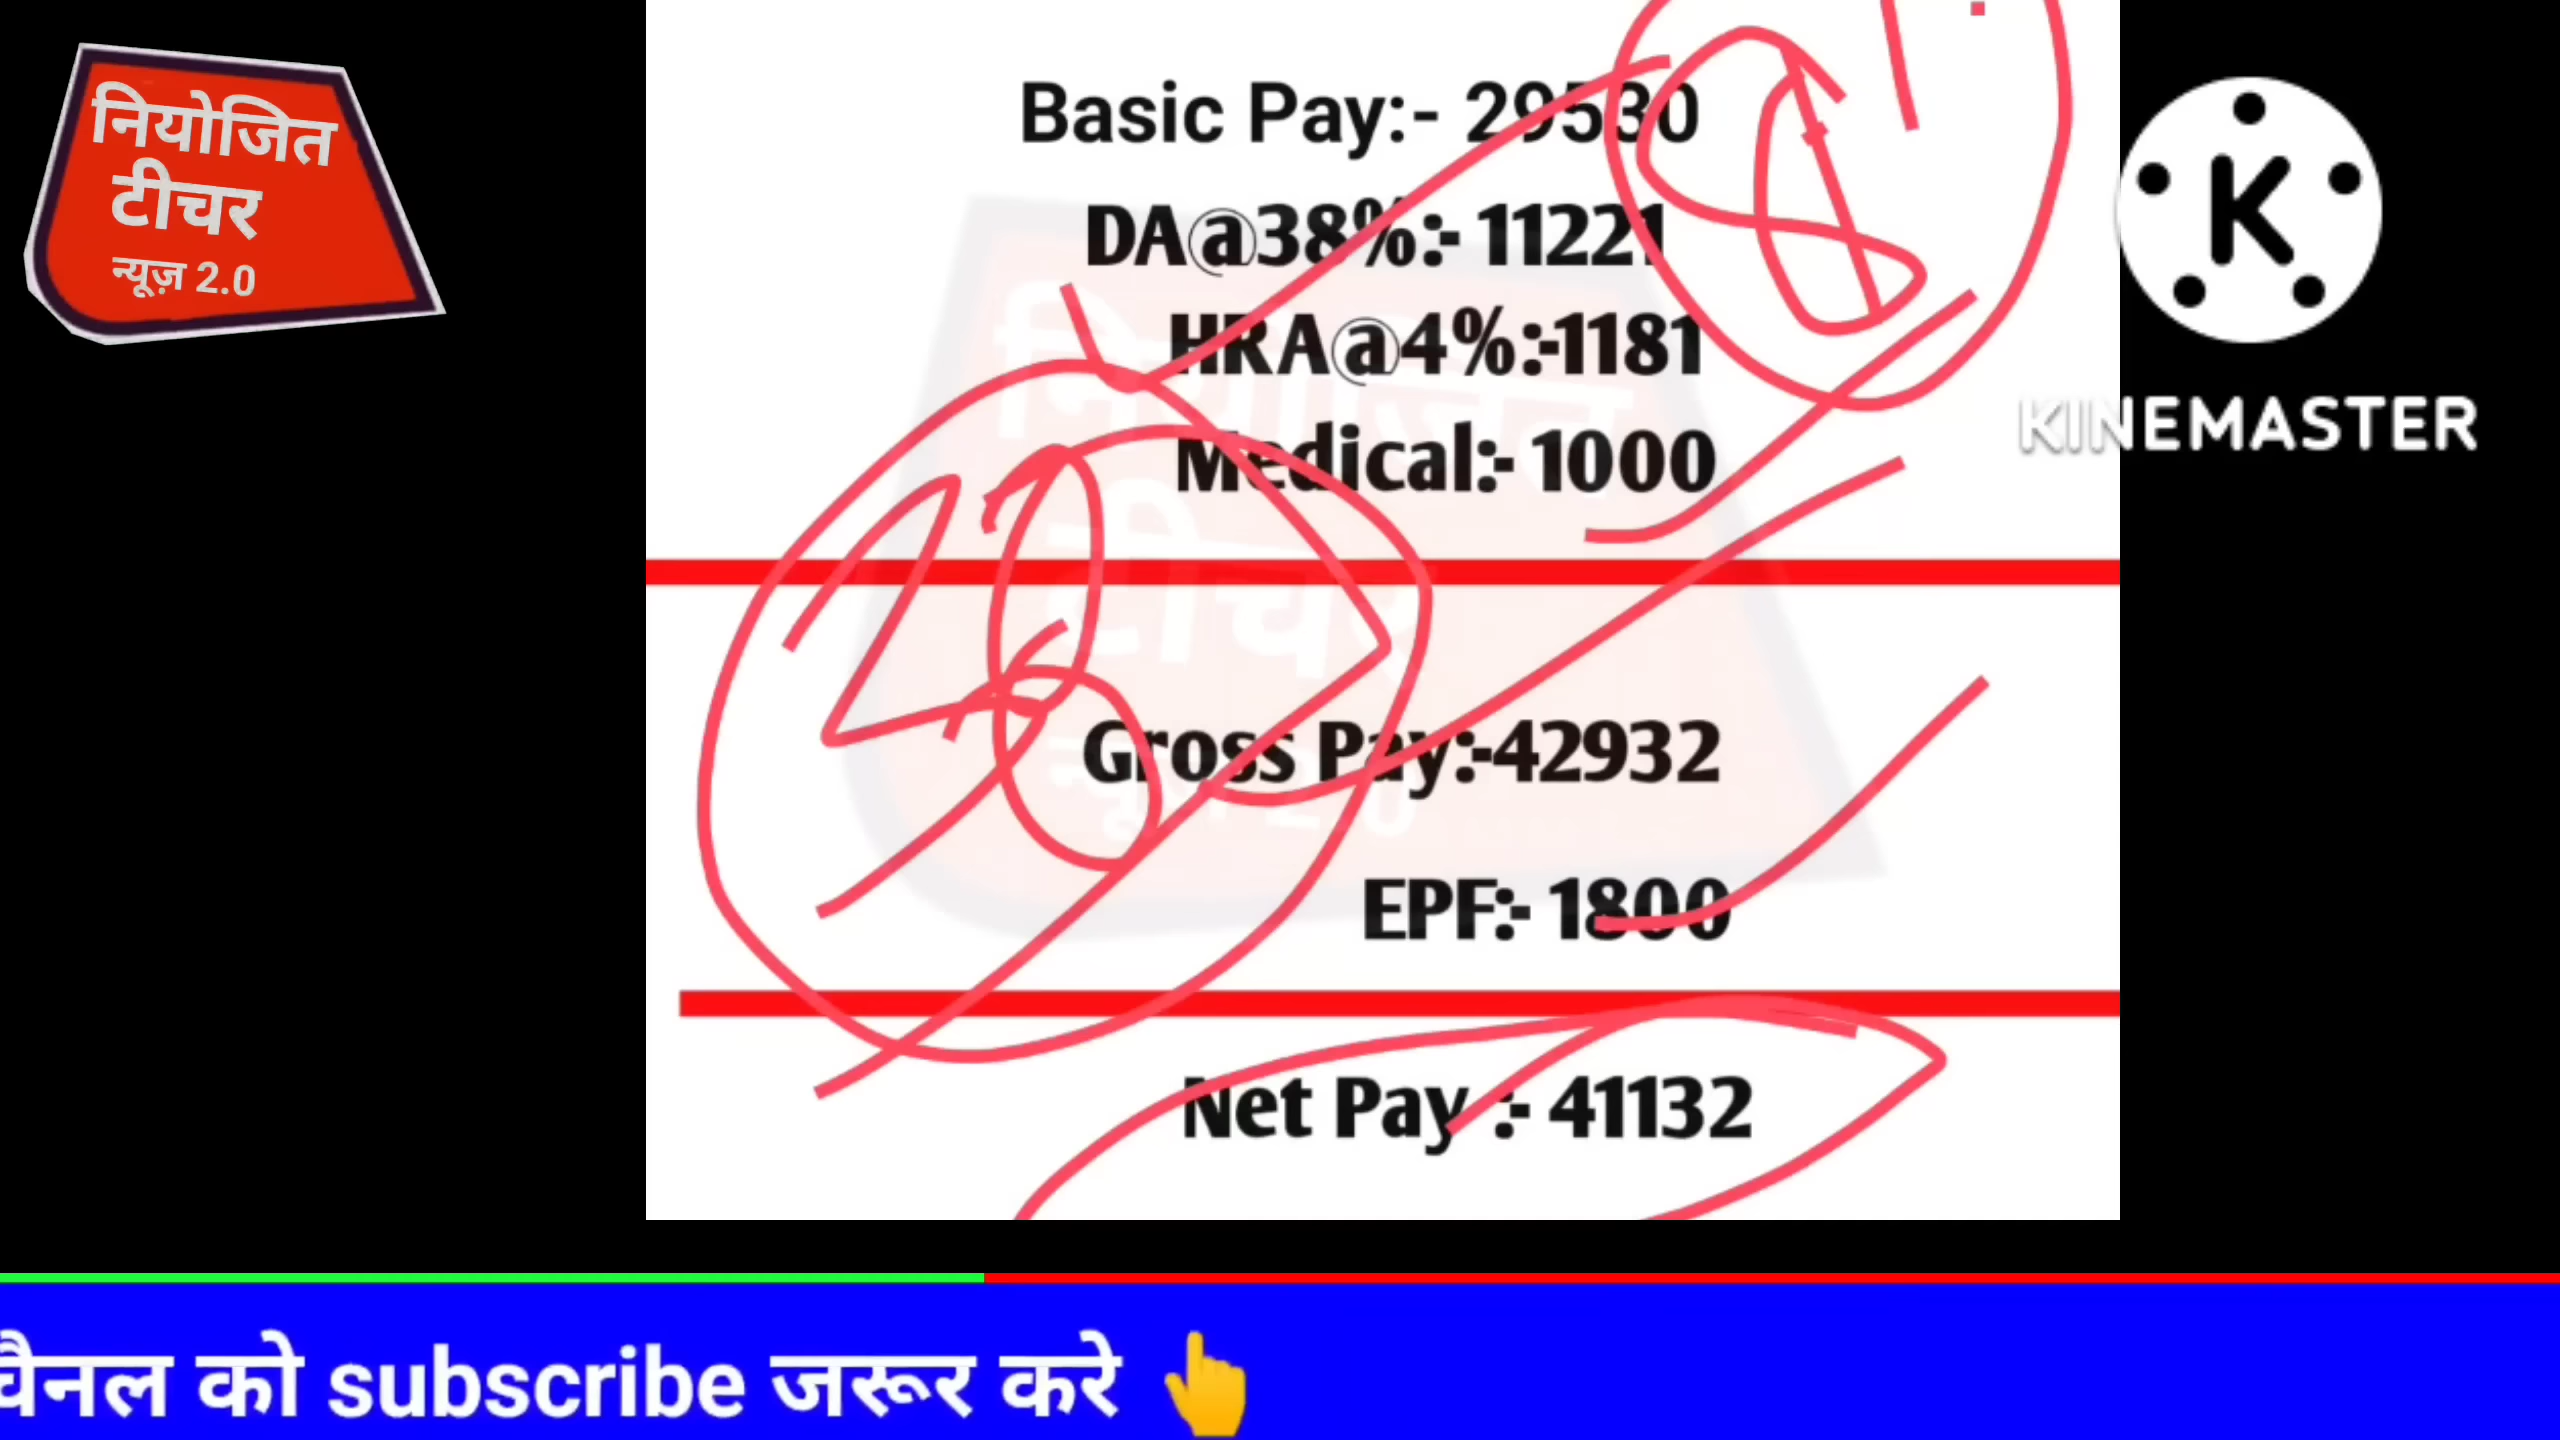 नियोजित
टीचर
न्यूज़ 2.0
Basic Pay:- 29530
DA@38%:- 11221
HRA@4%:-1181
Medical:- 1000
K
KINEMASTER
Gross Pay:-42932
EPF:- 1800
Net Pay :- 41132
चैनल को subscribe जरूर करे 👆